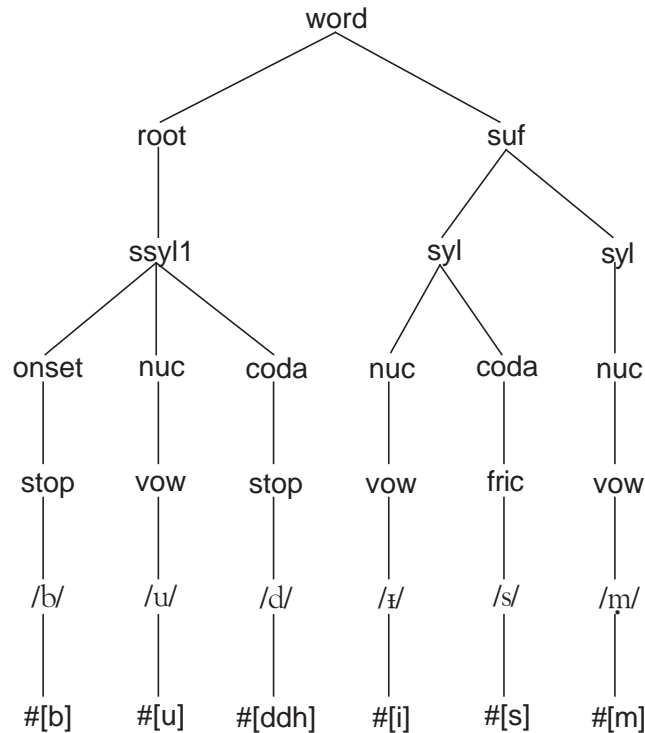 word
root suf
ssyl1 syl syl
onset nuc coda nuc coda nuc
stop vow stop vow fric vow
/b/ /u/ /d/ /ɪ/ /s/ /ṃ/
#[b] #[u] #[ddh] #[i] #[s] #[m]